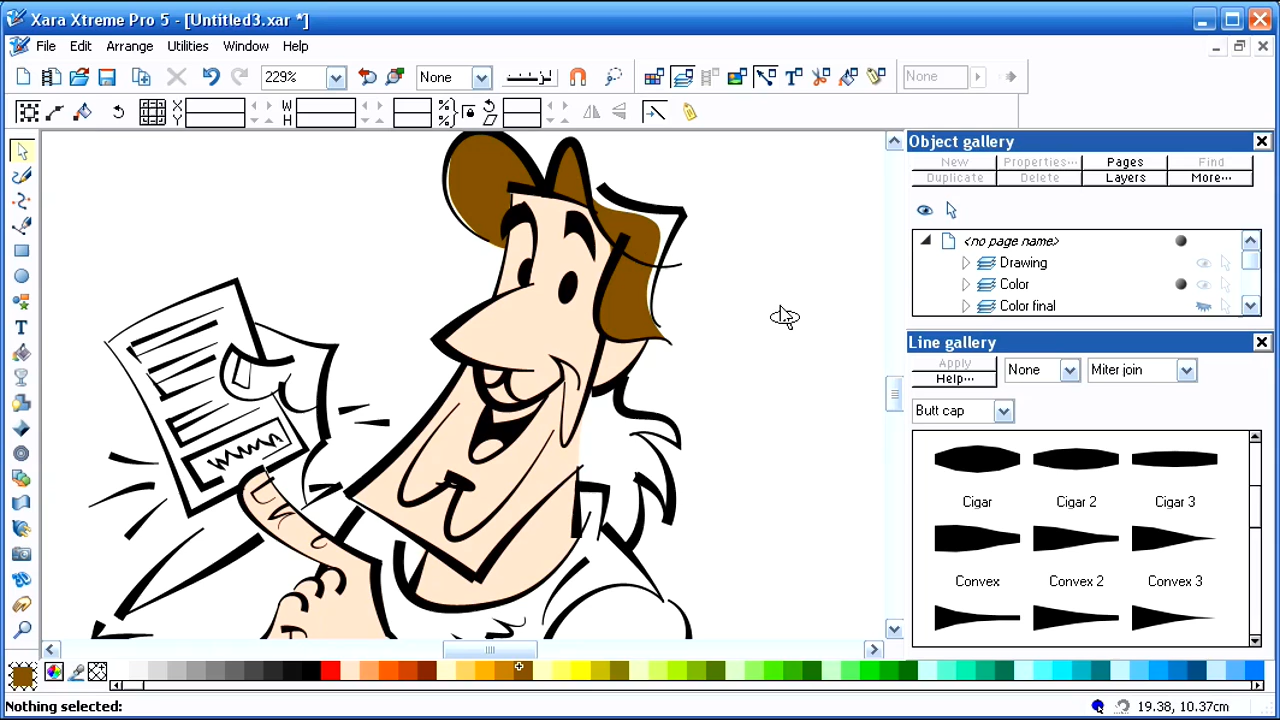 Xara Xtreme Pro 5 - [Untitled3.xar *]
File Edit Arrange Utilities Window Help
229% None None
X Y W H
Object gallery
New Properties... Pages Find
Duplicate Delete Layers More...
<no page name>
Drawing
Color
Color final
Line gallery
Apply None Miter join
Help...
Butt cap
Cigar Cigar 2 Cigar 3
Convex Convex 2 Convex 3
Nothing selected: 19.38, 10.37cm